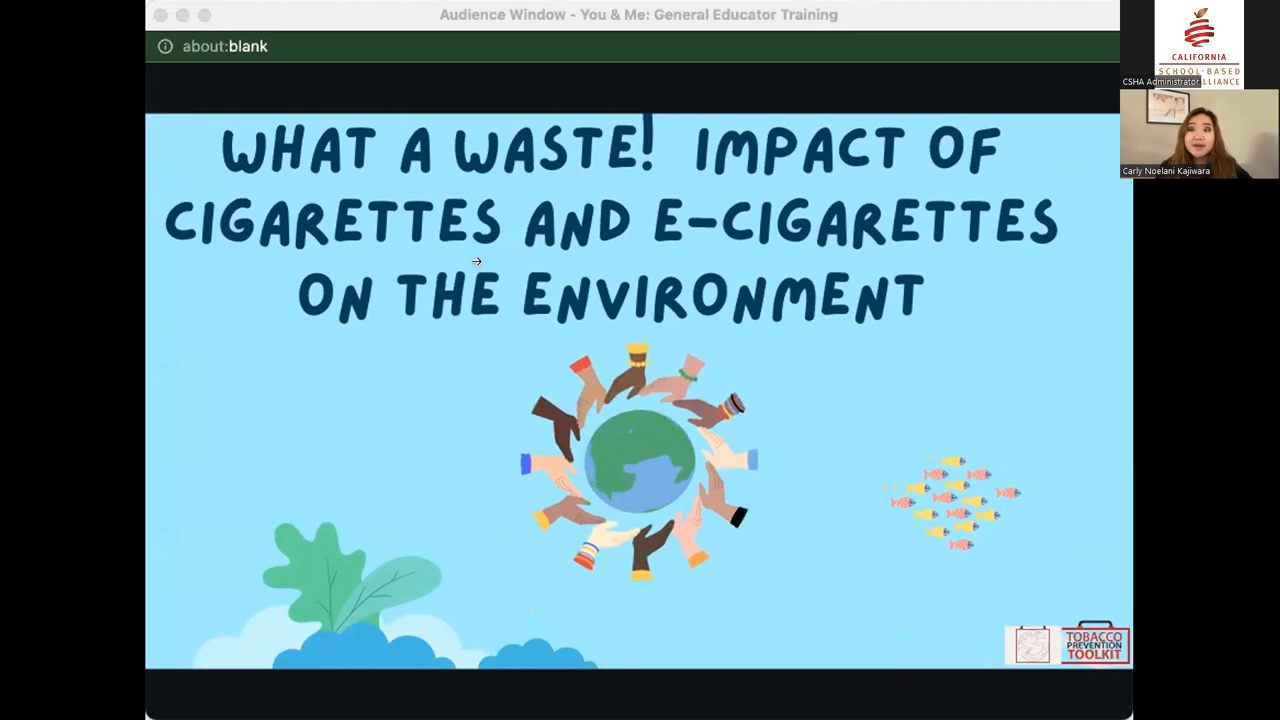 Audience Window - You & Me: General Educator Training
about:blank
WHAT A WASTE! IMPACT OF
CIGARETTES AND E-CIGARETTES
ON THE ENVIRONMENT
TOBACCO
PREVENTION
TOOLKIT
CALIFORNIA
SCHOOL-BASED
CSHA Administrator
Carly Noelani Kajiwara